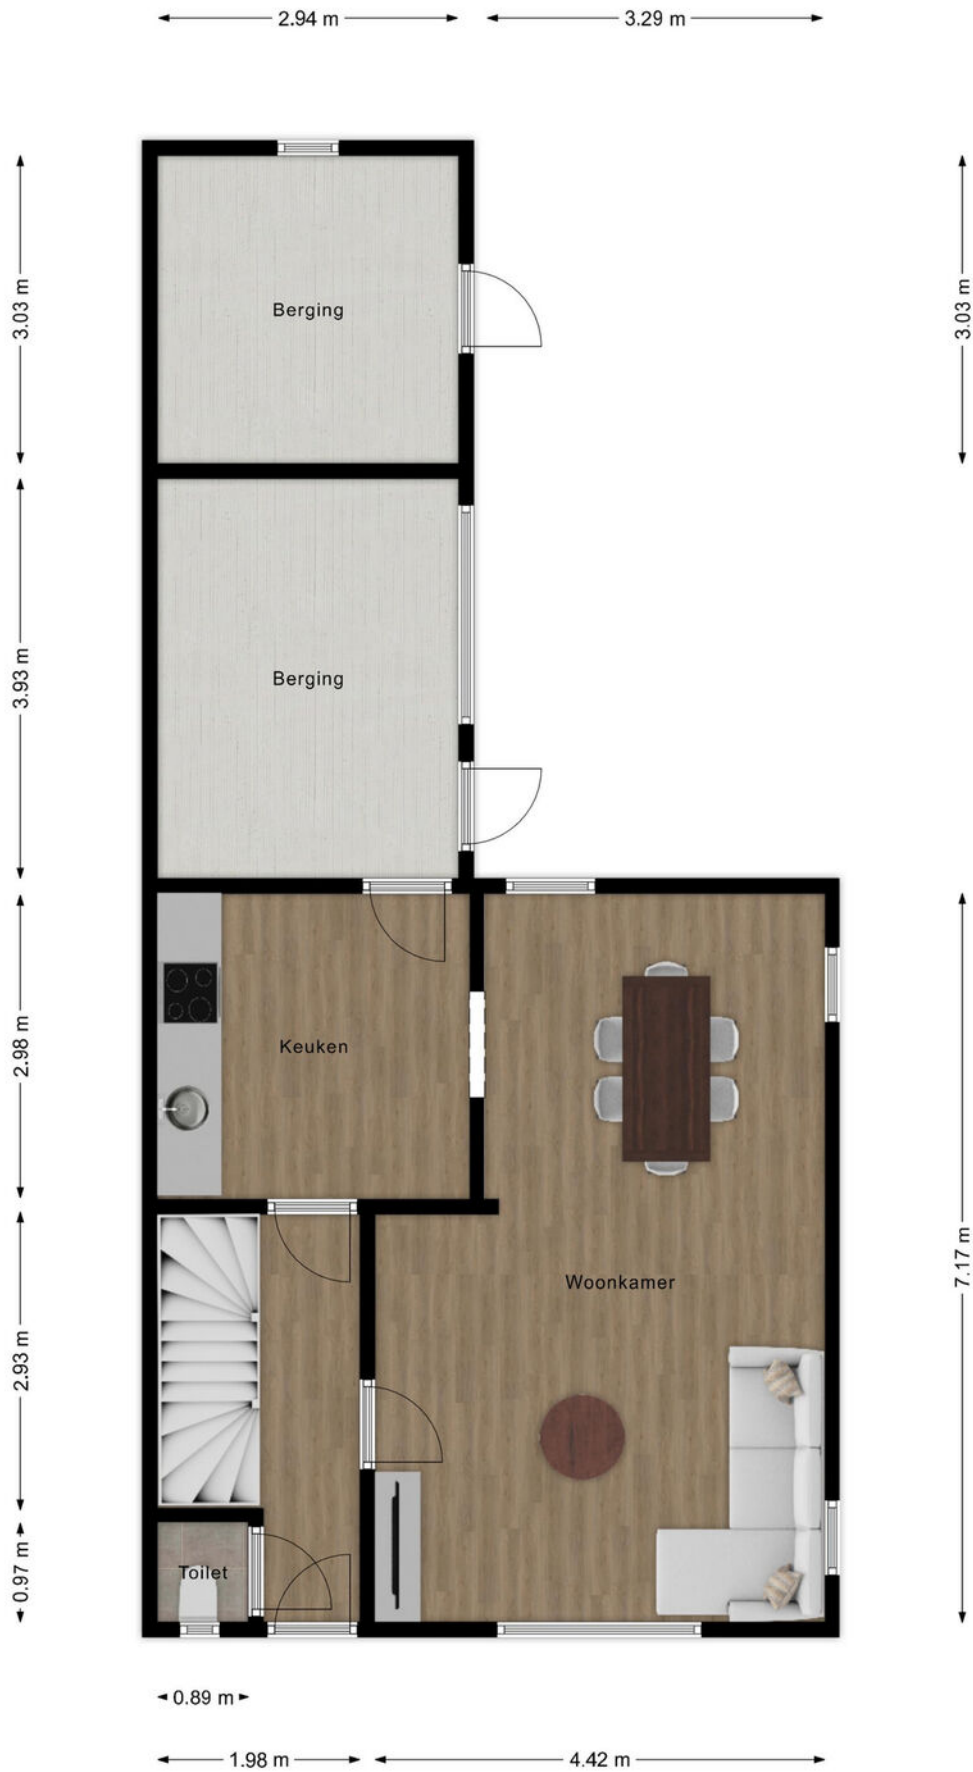 2.94 m
3.29 m
3.03 m
Berging
3.03 m
3.93 m
Berging
2.98 m
Keuken
7.17 m
Woonkamer
2.93 m
0.97 m
Toilet
0.89 m
1.98 m
4.42 m